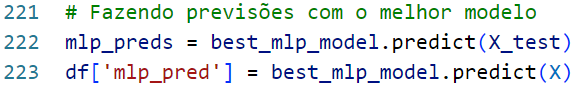 221 # Fazendo previsões com o melhor modelo
222 mlp_preds = best_mlp_model.predict(X_test)
223 df['mlp_pred'] = best_mlp_model.predict(X)